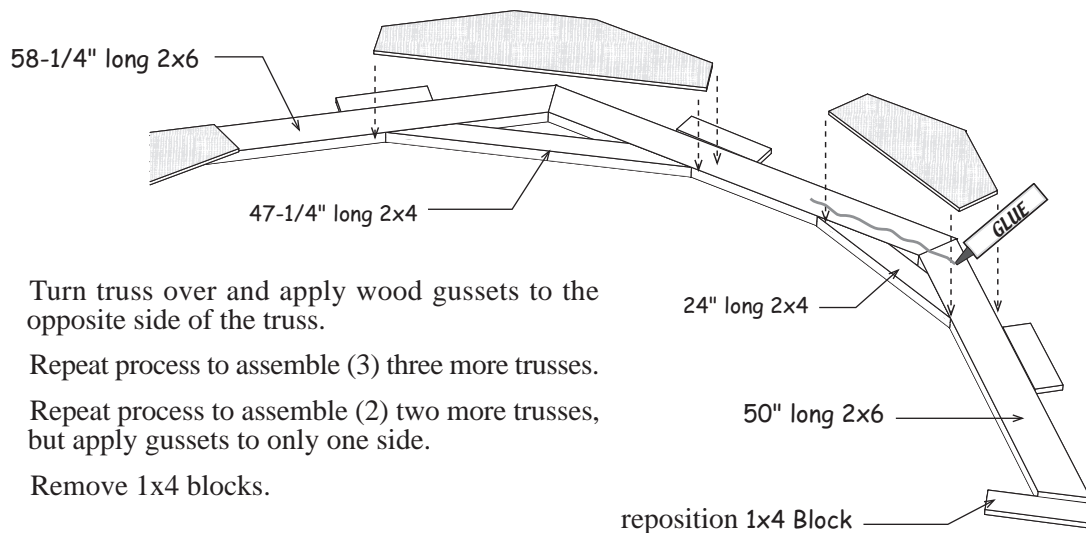 58-1/4" long 2x6
47-1/4" long 2x4
GLUE
Turn truss over and apply wood gussets to the
opposite side of the truss.
24" long 2x4
Repeat process to assemble (3) three more trusses.
Repeat process to assemble (2) two more trusses,
but apply gussets to only one side.
50" long 2x6
Remove 1x4 blocks.
reposition 1x4 Block